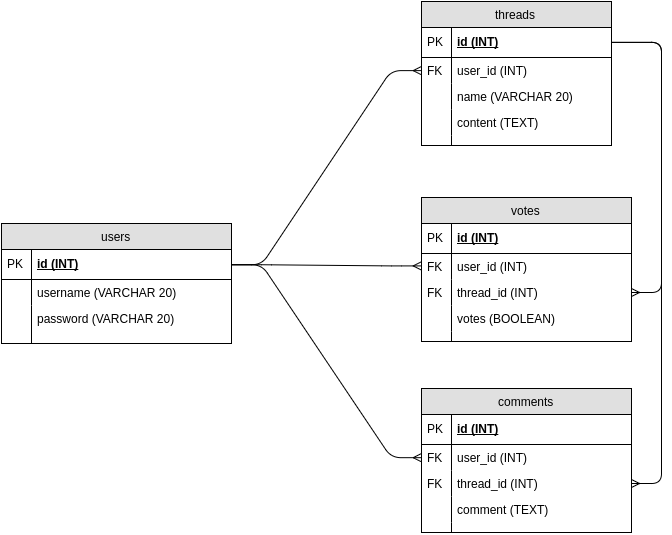 threads
PK id (INT)
FK user_id (INT)
name (VARCHAR 20)
content (TEXT)
users
PK id (INT)
username (VARCHAR 20)
password (VARCHAR 20)
votes
PK id (INT)
FK user_id (INT)
FK thread_id (INT)
votes (BOOLEAN)
comments
PK id (INT)
FK user_id (INT)
FK thread_id (INT)
comment (TEXT)